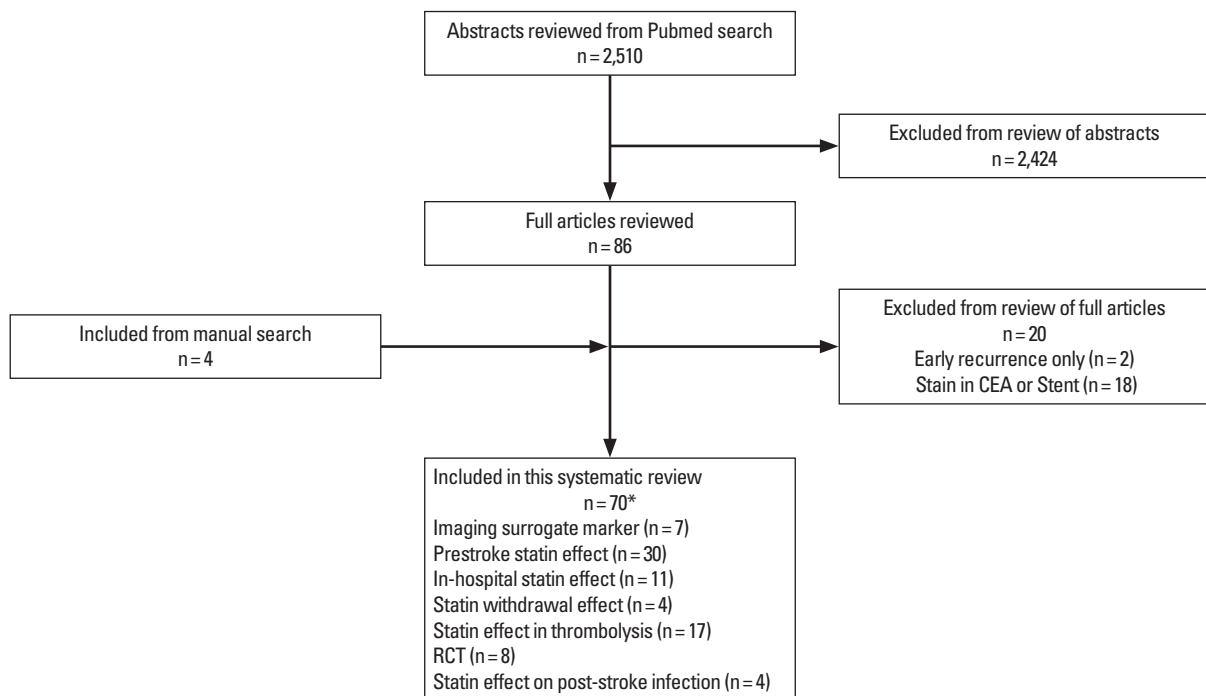 Abstracts reviewed from Pubmed search
n=2,510
Excluded from review of abstracts
n=2,424
Full articles reviewed
n=86
Included from manual search
n=4
Excluded from review of full articles
n=20
Early recurrence only (n=2)
Stain in CEA or Stent (n=18)
Included in this systematic review
n=70*
Imaging surrogate marker (n=7)
Prestroke statin effect (n=30)
In-hospital statin effect (n=11)
Statin withdrawal effect (n=4)
Statin effect in thrombolysis (n=17)
RCT (n=8)
Statin effect on post-stroke infection (n=4)